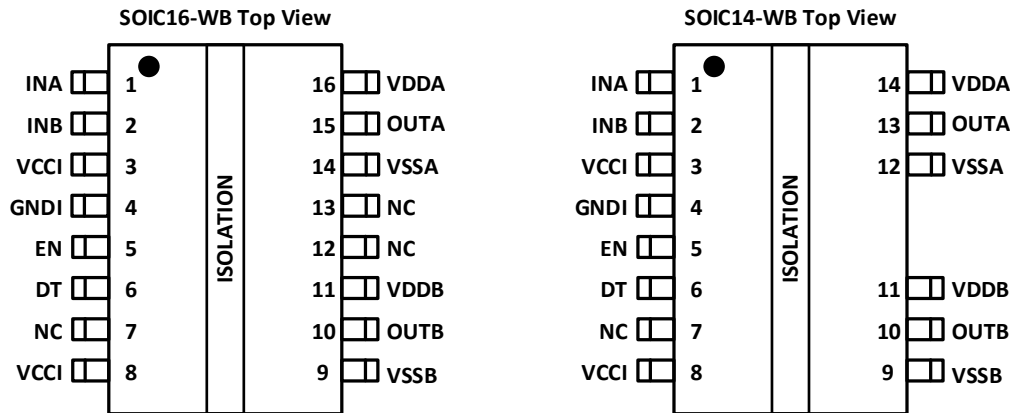 SOIC16-WB Top View
INA 1 16 VDDA
INB 2 15 OUTA
VCCI 3 14 VSSA
GNDI 4 13 NC
EN 5 12 NC
DT 6 11 VDDB
NC 7 10 OUTB
VCCI 8 9 VSSB
ISOLATION
SOIC14-WB Top View
INA 1 14 VDDA
INB 2 13 OUTA
VCCI 3 12 VSSA
GNDI 4
EN 5
DT 6 11 VDDB
NC 7 10 OUTB
VCCI 8 9 VSSB
ISOLATION